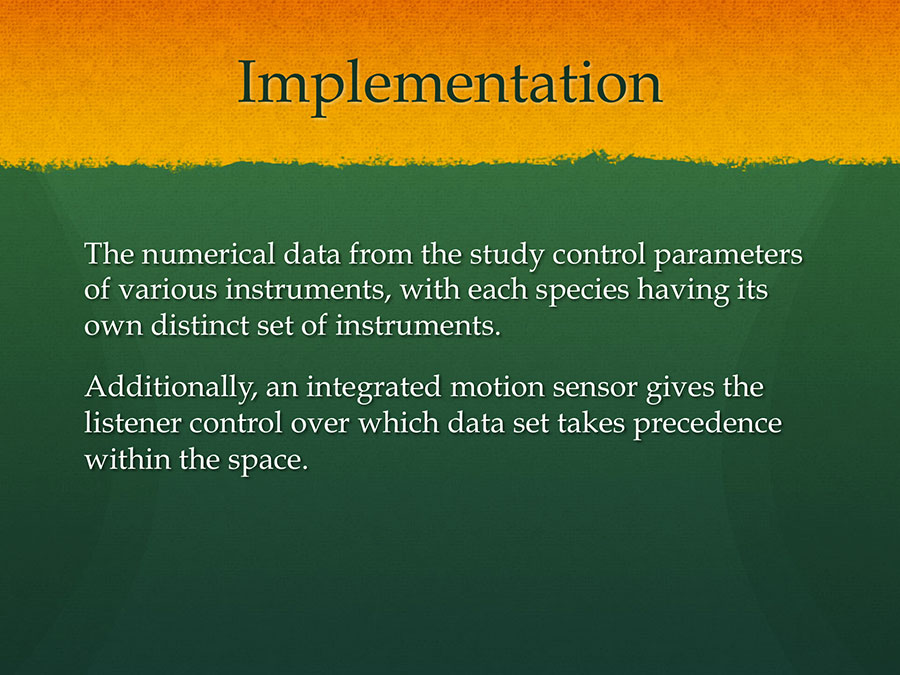 Implementation
The numerical data from the study control parameters
of various instruments, with each species having its
own distinct set of instruments.
Additionally, an integrated motion sensor gives the
listener control over which data set takes precedence
within the space.